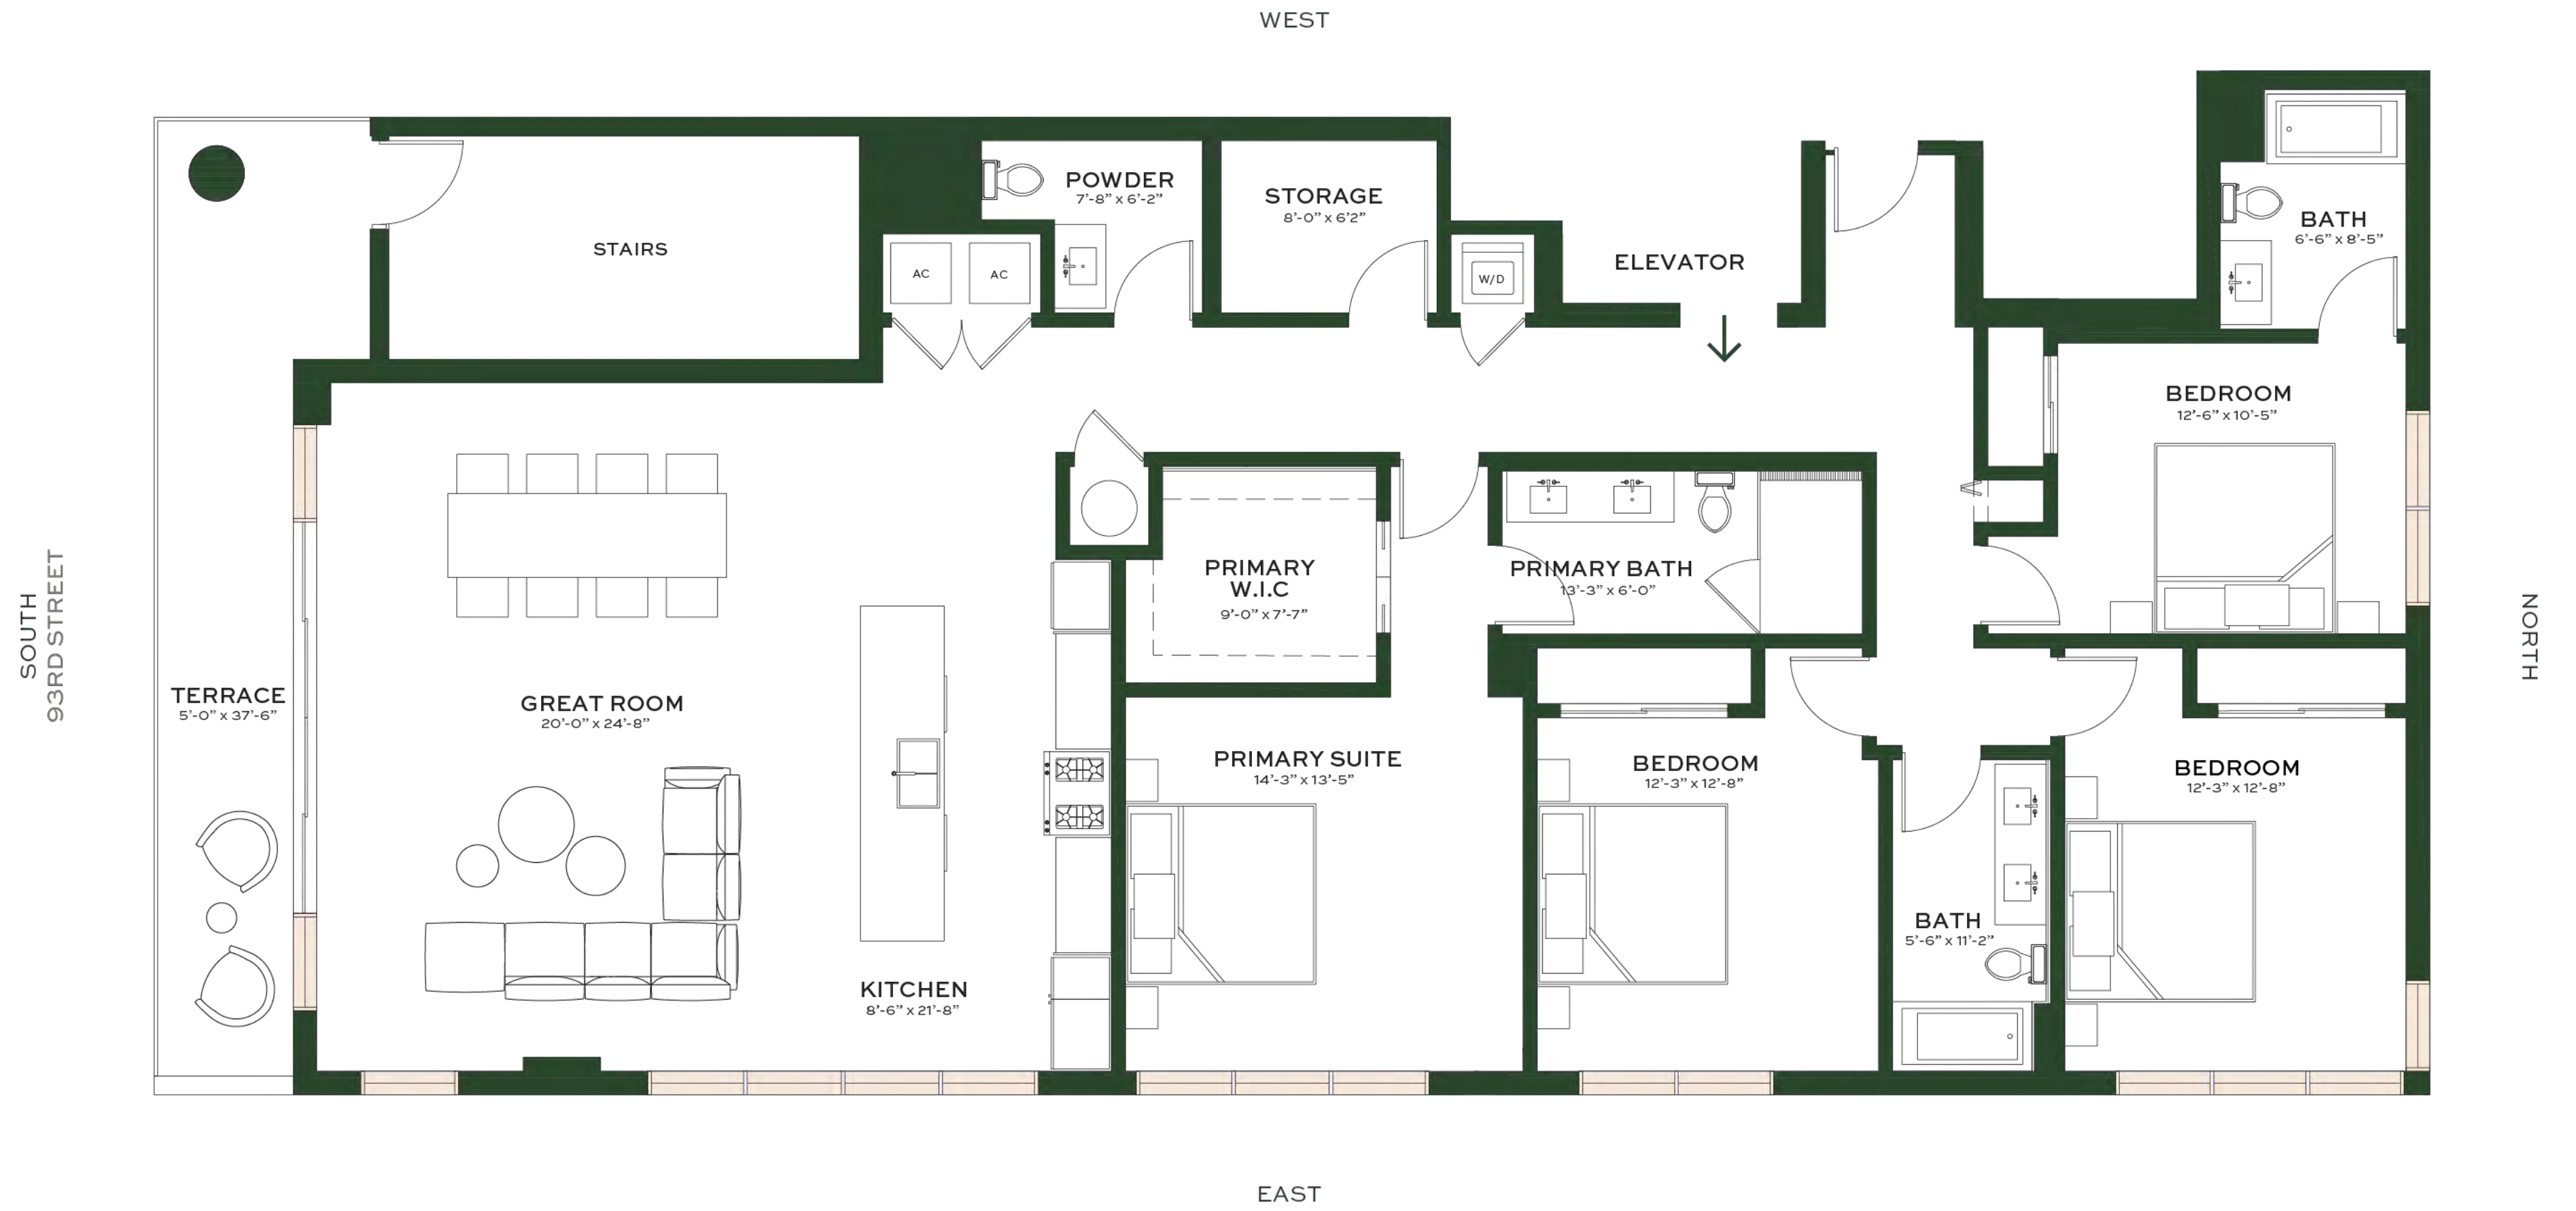 WEST
POWDER
7'-8" x 6'-2"
STORAGE
8'-0" x 6'2"
STAIRS
BATH
6'-6" x 8'-5"
ELEVATOR
AC
AC
W/D
BEDROOM
12'-6" x 10'-5"
PRIMARY
W.I.C
9'-0" x 7'-7"
PRIMARY BATH
13'-3" x 6'-0"
SOUTH
93RD STREET
NORTH
TERRACE
5'-0" x 37'-6"
GREAT ROOM
20'-0" x 24'-8"
PRIMARY SUITE
14'-3" x 13'-5"
BEDROOM
12'-3" x 12'-8"
BEDROOM
12'-3" x 12'-8"
BATH
5'-6" x 11'-2"
KITCHEN
8'-6" x 21'-8"
EAST